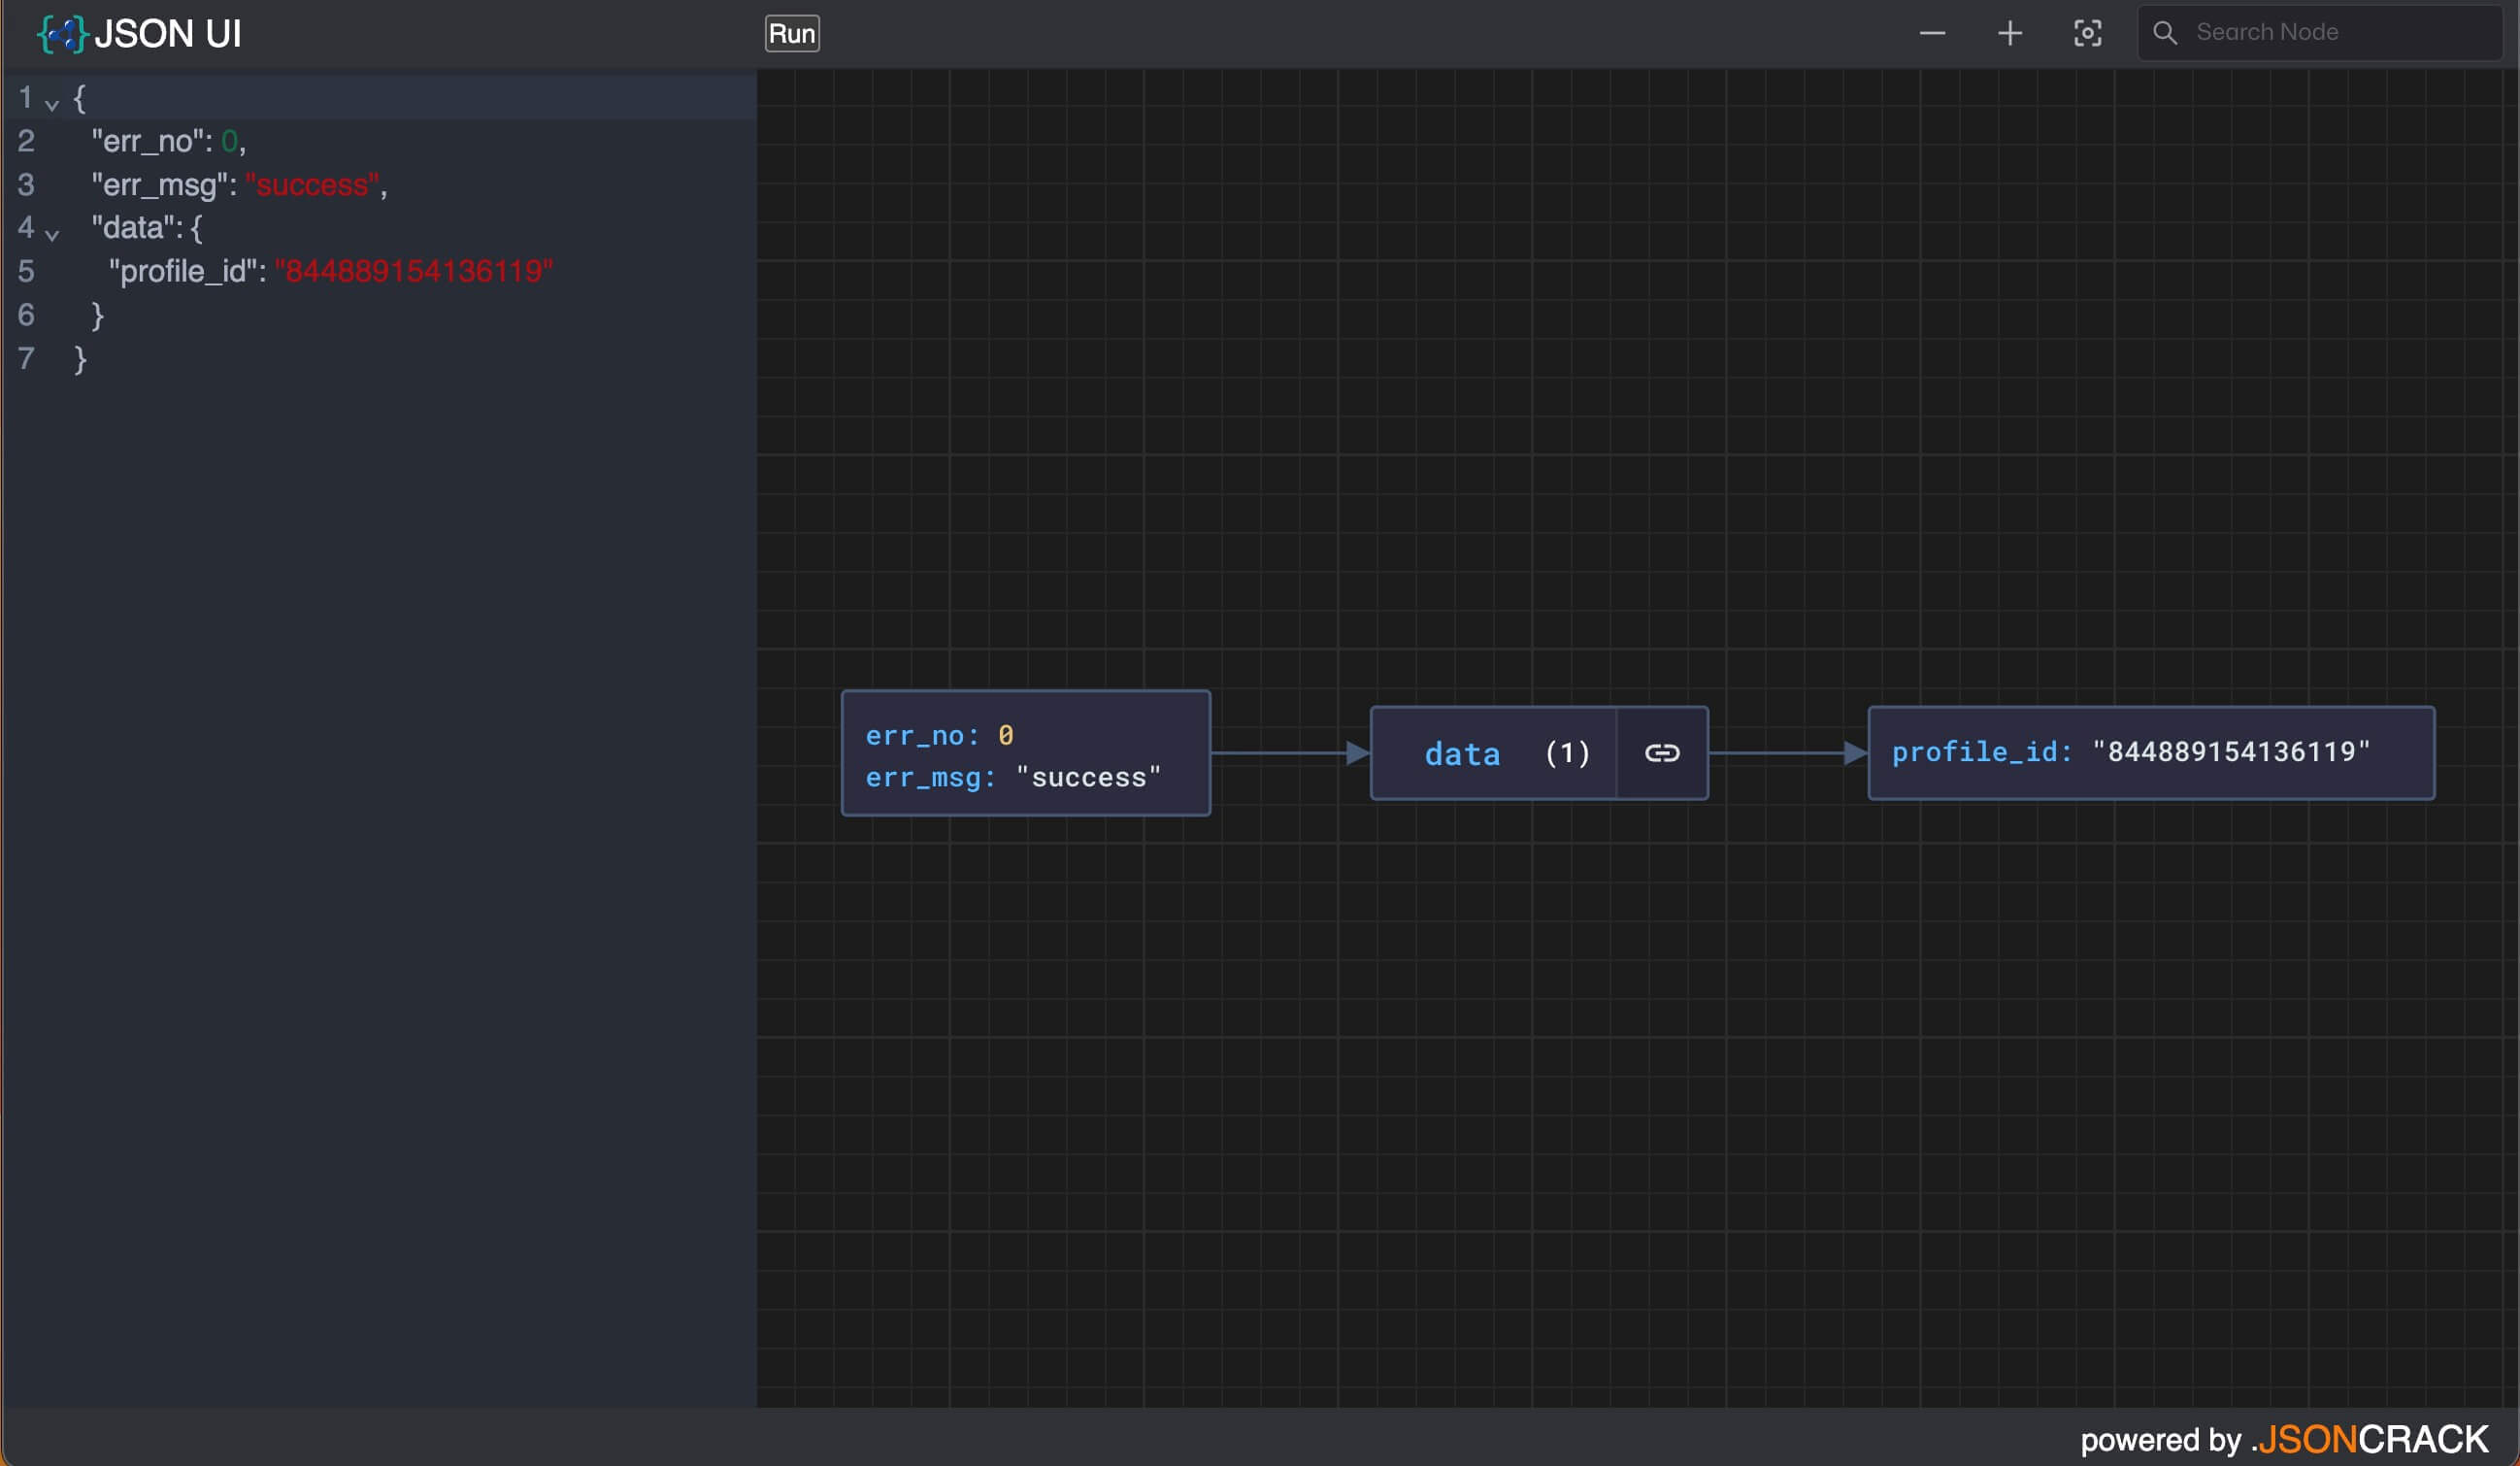 JSON UI
Run
Search Node
1 {
2 "err_no": 0,
3 "err_msg": "success",
4 "data": {
5 "profile_id": "844889154136119"
6 }
7 }
err_no: 0
err_msg: "success"
data (1)
profile_id: "844889154136119"
powered by .JSONCRACK